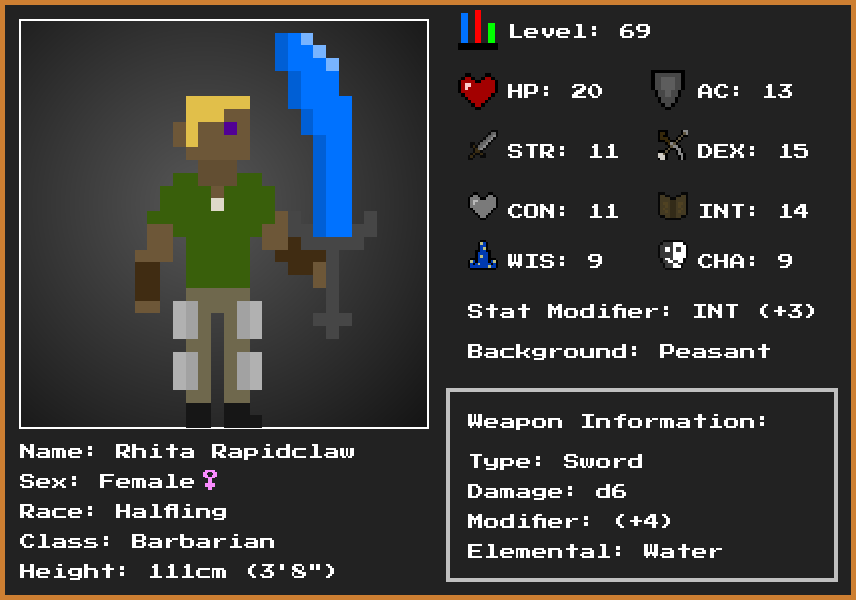 Level: 69
HP: 20 AC: 13
STR: 11 DEX: 15
CON: 11 INT: 14
WIS: 9 CHA: 9
Stat Modifier: INT (+3)
Background: Peasant
Weapon Information:
Type: Sword
Damage: d6
Modifier: (+4)
Elemental: Water
Name: Rhita Rapidclaw
Sex: Female♀
Race: Halfling
Class: Barbarian
Height: 111cm (3'8")